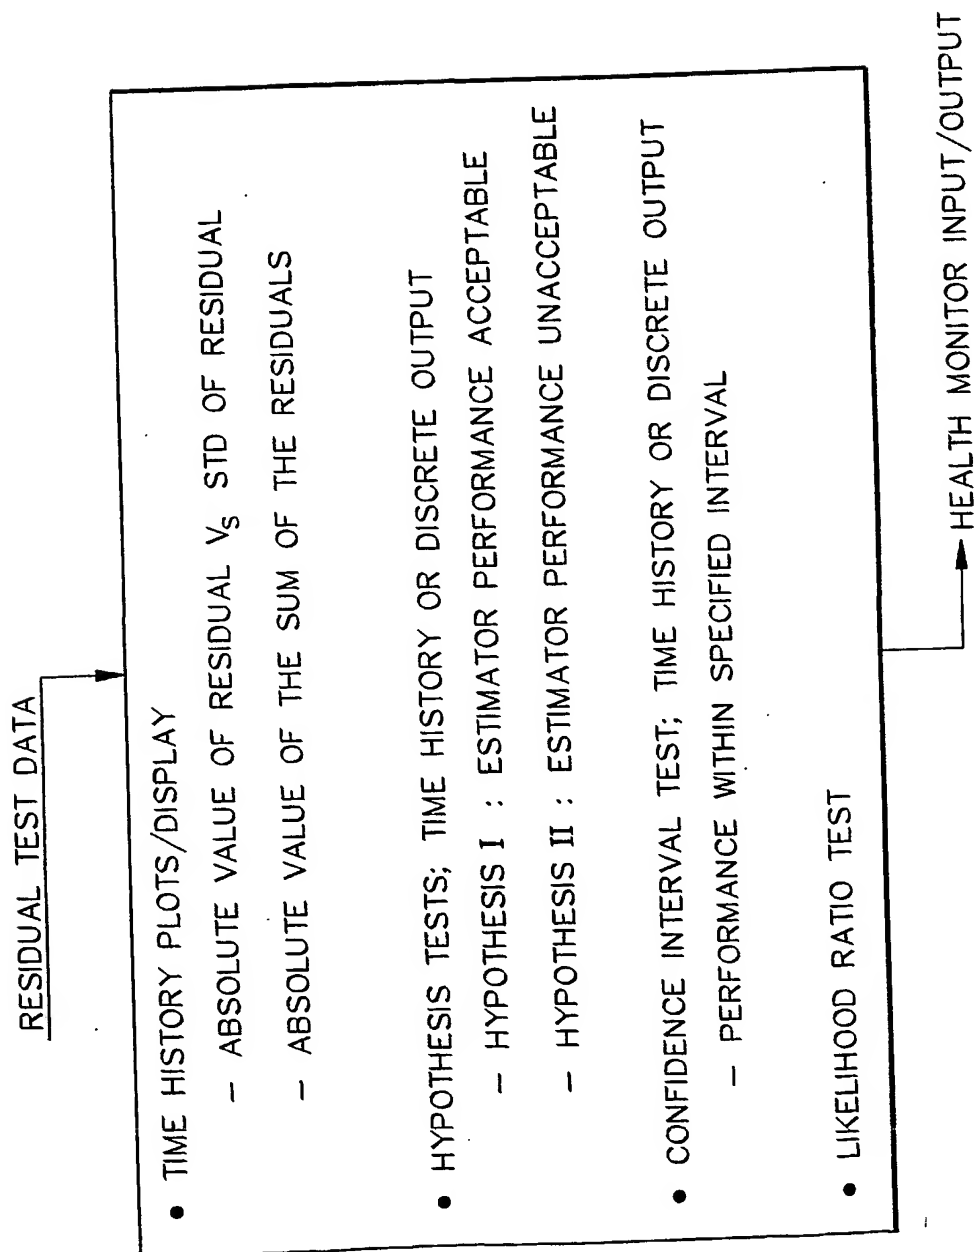 RESIDUAL TEST DATA
• TIME HISTORY PLOTS/DISPLAY
– ABSOLUTE VALUE OF RESIDUAL VS STD OF RESIDUAL
– ABSOLUTE VALUE OF THE SUM OF THE RESIDUALS
• HYPOTHESIS TESTS; TIME HISTORY OR DISCRETE OUTPUT
– HYPOTHESIS I : ESTIMATOR PERFORMANCE ACCEPTABLE
– HYPOTHESIS II : ESTIMATOR PERFORMANCE UNACCEPTABLE
• CONFIDENCE INTERVAL TEST; TIME HISTORY OR DISCRETE OUTPUT
– PERFORMANCE WITHIN SPECIFIED INTERVAL
• LIKELIHOOD RATIO TEST
HEALTH MONITOR INPUT/OUTPUT